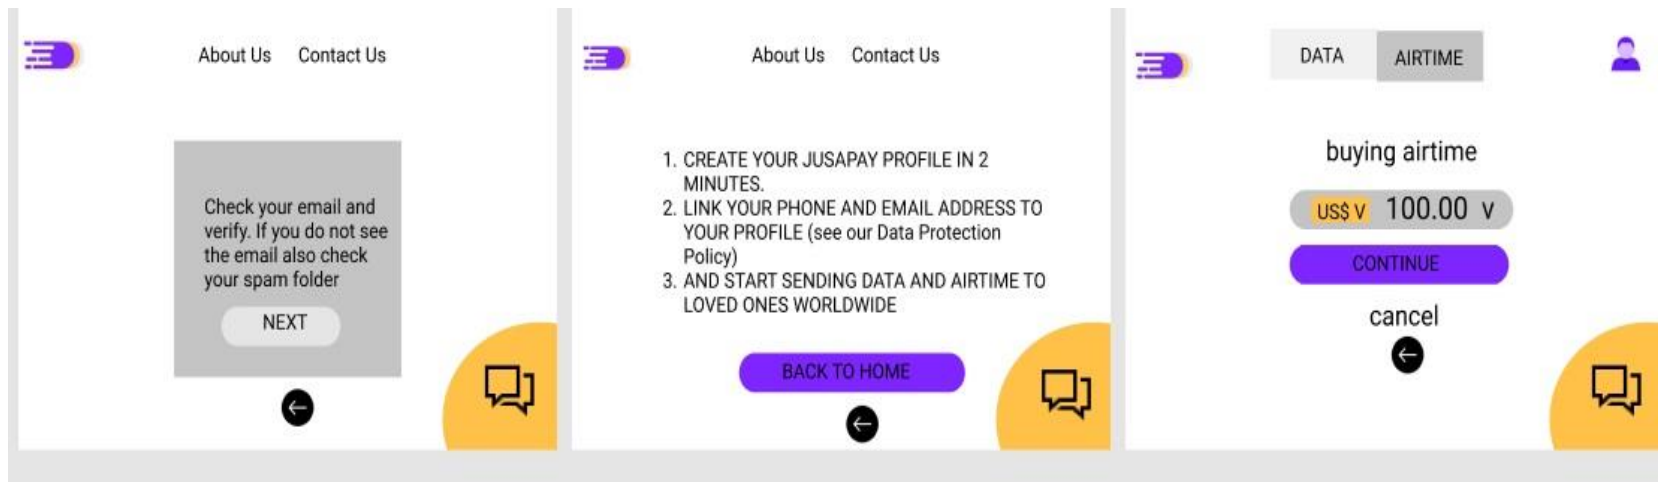 About Us Contact Us
Check your email and
verify. If you do not see
the email also check
your spam folder
NEXT
About Us Contact Us
1. CREATE YOUR JUSAPAY PROFILE IN 2
MINUTES.
2. LINK YOUR PHONE AND EMAIL ADDRESS TO
YOUR PROFILE (see our Data Protection
Policy)
3. AND START SENDING DATA AND AIRTIME TO
LOVED ONES WORLDWIDE
BACK TO HOME
DATA AIRTIME
buying airtime
US$ V 100.00 v
CONTINUE
cancel